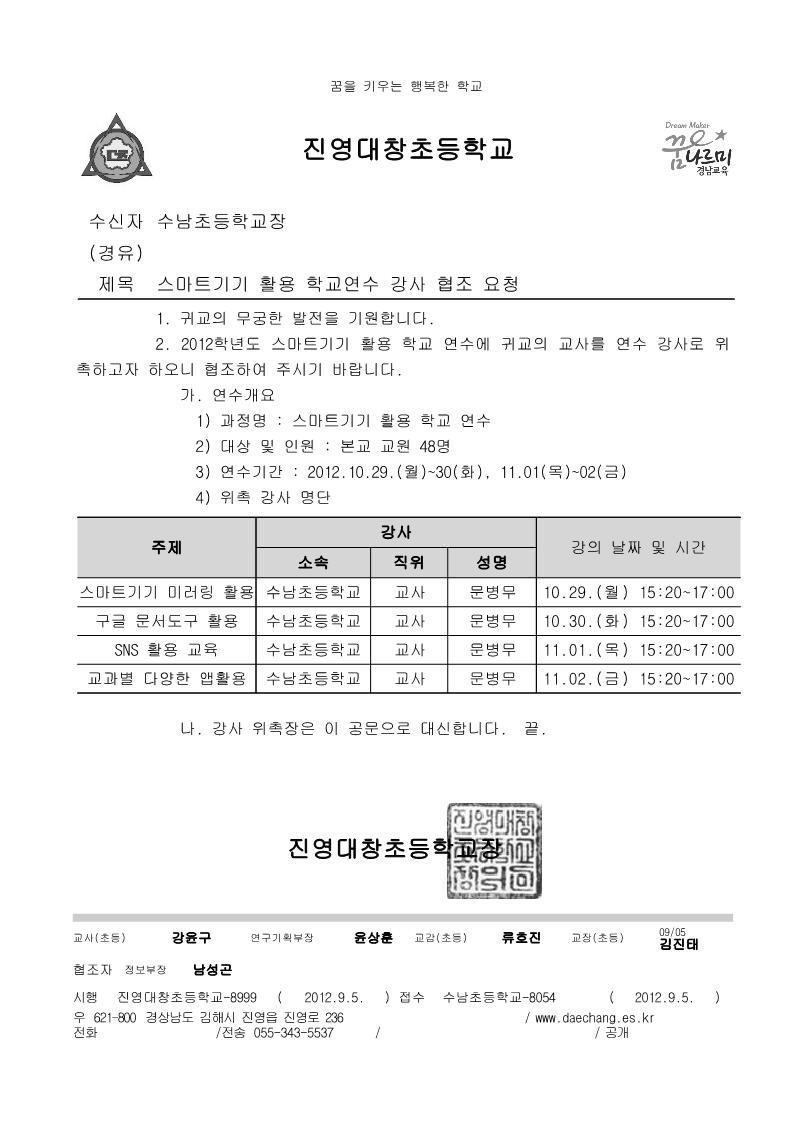 꿈을 키우는 행복한 학교
진영대창초등학교
Dream Maker
꿈나르미
경남교육
수신자 수남초등학교장
(경유)
제목 스마트기기 활용 학교연수 강사 협조 요청
1. 귀교의 무궁한 발전을 기원합니다.
2. 2012학년도 스마트기기 활용 학교 연수에 귀교의 교사를 연수 강사로 위
촉하고자 하오니 협조하여 주시기 바랍니다.
가. 연수개요
1) 과정명 : 스마트기기 활용 학교 연수
2) 대상 및 인원 : 본교 교원 48명
3) 연수기간 : 2012.10.29.(월)~30(화), 11.01(목)~02(금)
4) 위촉 강사 명단
주제 강사 강의 날짜 및 시간
소속 직위 성명
스마트기기 미러링 활용 수남초등학교 교사 문병무 10.29.(월) 15:20~17:00
구글 문서도구 활용 수남초등학교 교사 문병무 10.30.(화) 15:20~17:00
SNS 활용 교육 수남초등학교 교사 문병무 11.01.(목) 15:20~17:00
교과별 다양한 앱활용 수남초등학교 교사 문병무 11.02.(금) 15:20~17:00
나. 강사 위촉장은 이 공문으로 대신합니다. 끝.
진영대창초등학교장
교사(초등) 강윤구 연구기획부장 윤상훈 교감(초등) 류호진 교장(초등) 09/05 김진태
협조자 정보부장 남성곤
시행 진영대창초등학교-8999 ( 2012.9.5. ) 접수 수남초등학교-8054 ( 2012.9.5. )
우 621-800 경상남도 김해시 진영읍 진영로 236 / www.daechang.es.kr
전화 /전송 055-343-5537 / / 공개